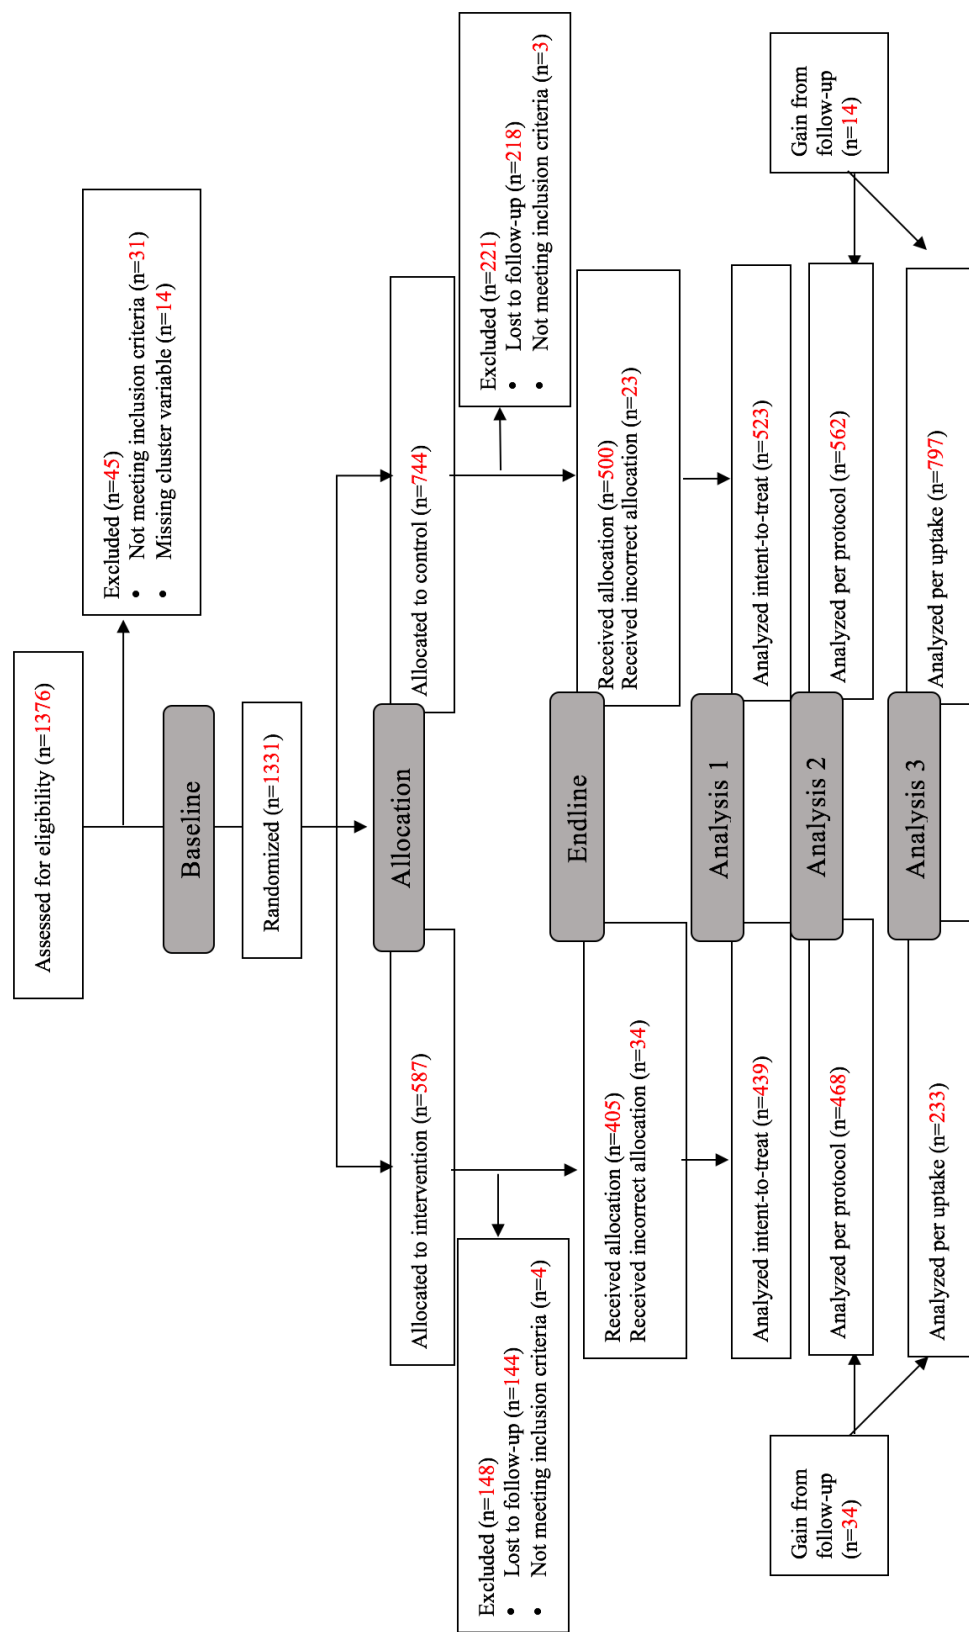 Assessed for eligibility (n=1376)
Excluded (n=45)
• Not meeting inclusion criteria (n=31)
• Missing cluster variable (n=14)
Baseline
Randomized (n=1331)
Allocation
Allocated to intervention (n=587)
Allocated to control (n=744)
Excluded (n=148)
• Lost to follow-up (n=144)
• Not meeting inclusion criteria (n=4)
Excluded (n=221)
• Lost to follow-up (n=218)
• Not meeting inclusion criteria (n=3)
Endline
Received allocation (n=405)
Received incorrect allocation (n=34)
Received allocation (n=500)
Received incorrect allocation (n=23)
Analysis 1
Analyzed intent-to-treat (n=439)
Analyzed intent-to-treat (n=523)
Gain from
follow-up
(n=34)
Analysis 2
Analyzed per protocol (n=468)
Analyzed per protocol (n=562)
Gain from
follow-up
(n=14)
Analysis 3
Analyzed per uptake (n=233)
Analyzed per uptake (n=797)